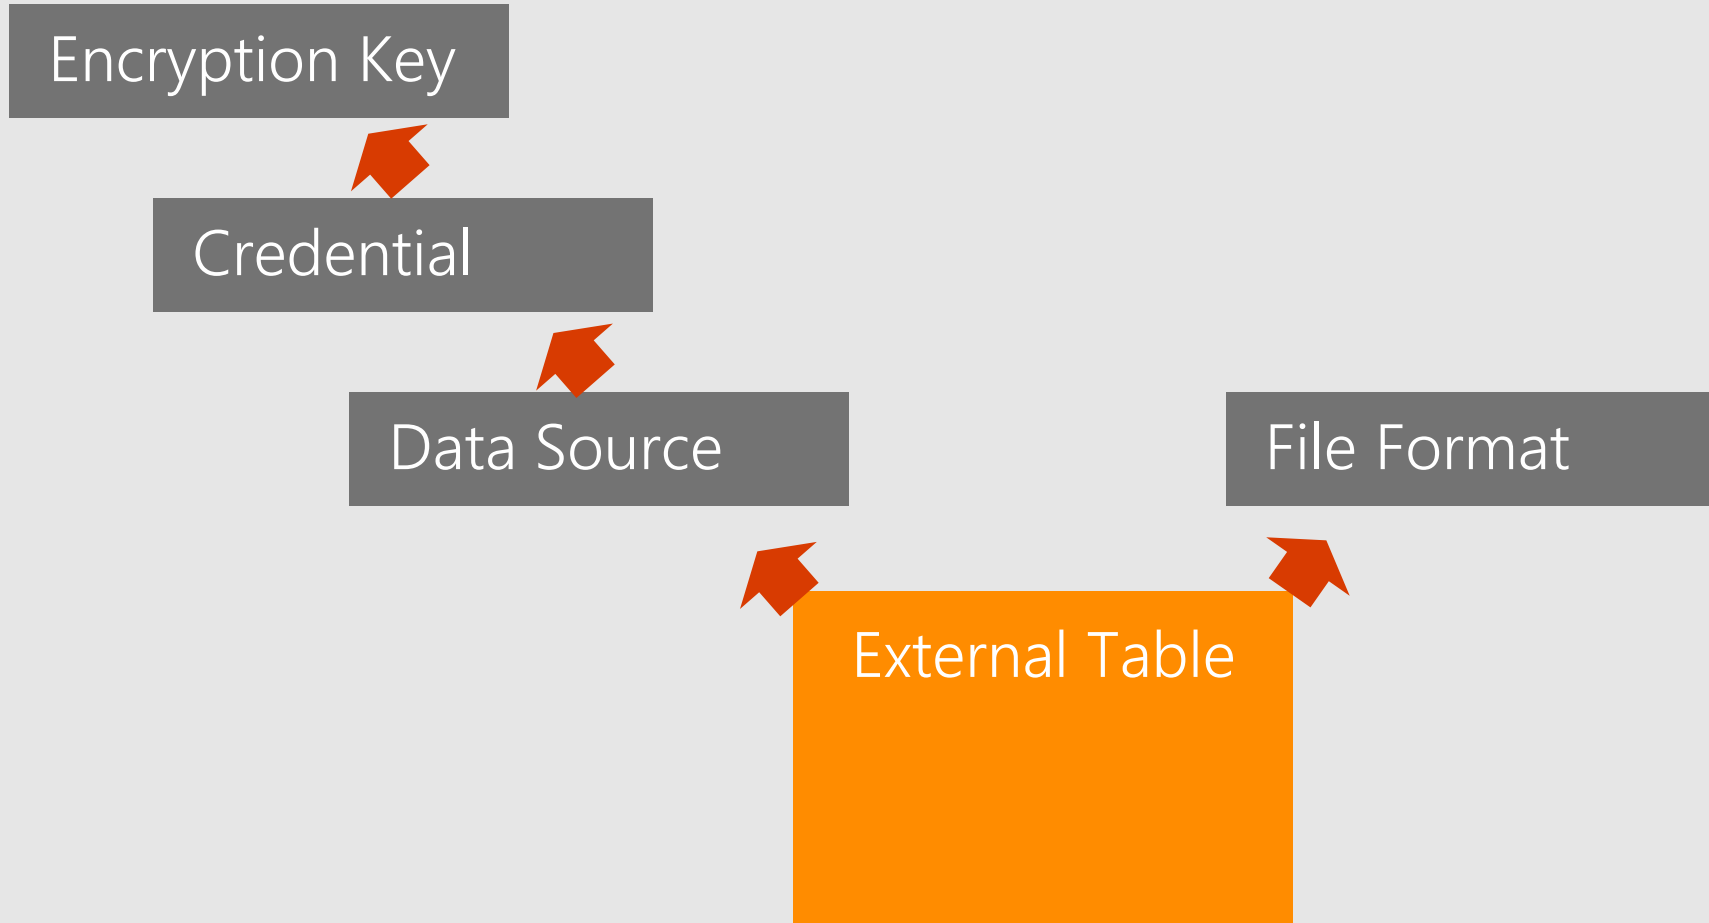 Encryption Key
Credential
Data Source
File Format
External Table